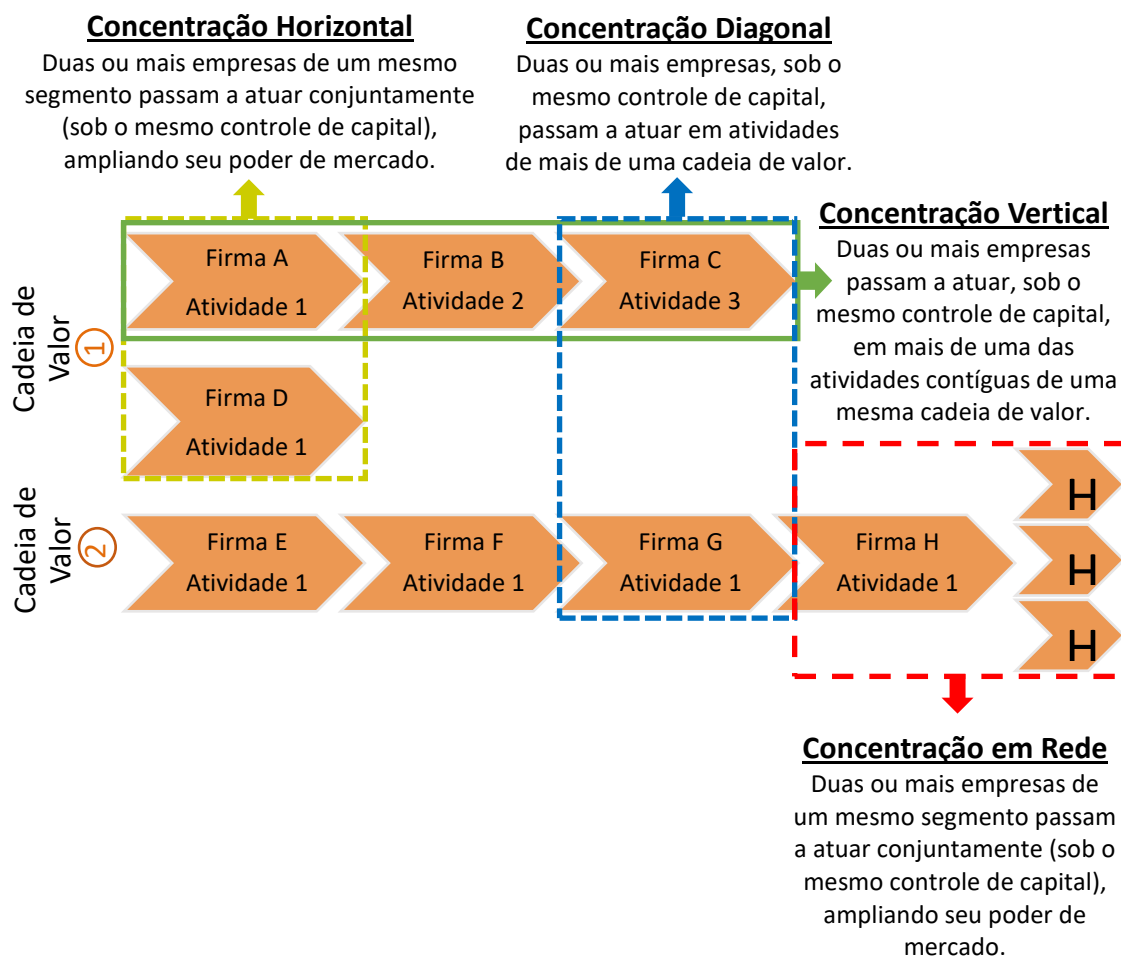 Concentração Horizontal
Duas ou mais empresas de um mesmo
segmento passam a atuar conjuntamente
(sob o mesmo controle de capital),
ampliando seu poder de mercado.
Concentração Diagonal
Duas ou mais empresas, sob o
mesmo controle de capital,
passam a atuar em atividades
de mais de uma cadeia de valor.
Concentração Vertical
Duas ou mais empresas
passam a atuar, sob o
mesmo controle de capital,
em mais de uma das
atividades contíguas de uma
mesma cadeia de valor.
Cadeia de
Valor
1
Firma A
Atividade 1
Firma B
Atividade 2
Firma C
Atividade 3
Firma D
Atividade 1
Cadeia de
Valor
2
Firma E
Atividade 1
Firma F
Atividade 1
Firma G
Atividade 1
Firma H
Atividade 1
H
H
H
Concentração em Rede
Duas ou mais empresas de
um mesmo segmento passam
a atuar conjuntamente (sob o
mesmo controle de capital),
ampliando seu poder de
mercado.